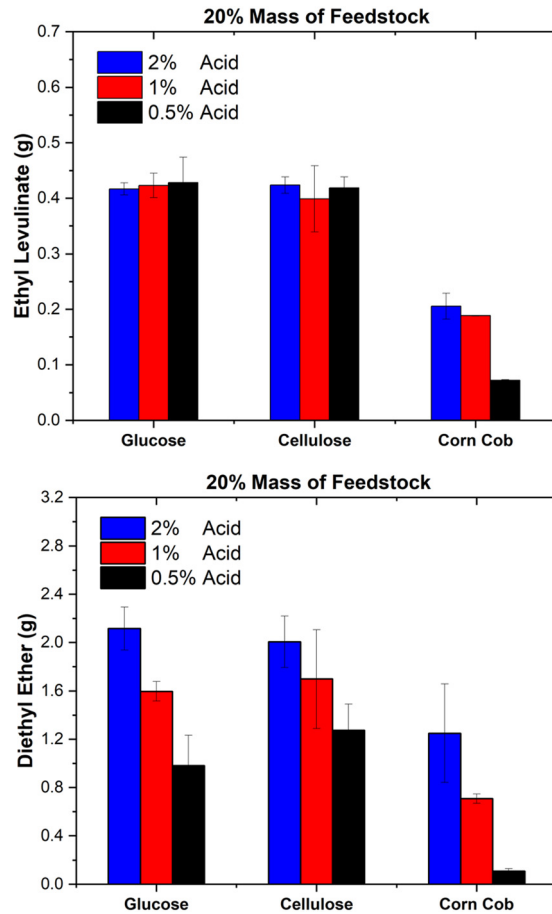 20% Mass of Feedstock
0.7
0.6
0.5
0.4
0.3
0.2
0.1
0.0
Ethyl Levulinate (g)
2% Acid
1% Acid
0.5% Acid
Glucose Cellulose Corn Cob
20% Mass of Feedstock
3.2
2.8
2.4
2.0
1.6
1.2
0.8
0.4
0.0
Diethyl Ether (g)
2% Acid
1% Acid
0.5% Acid
Glucose Cellulose Corn Cob